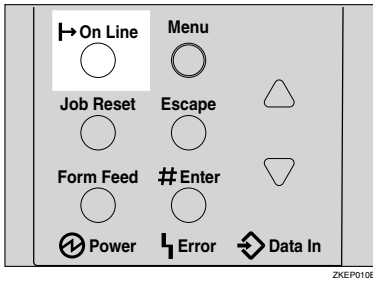 On Line Menu
Job Reset Escape
Form Feed # Enter
Power Error Data In
ZKEP010E